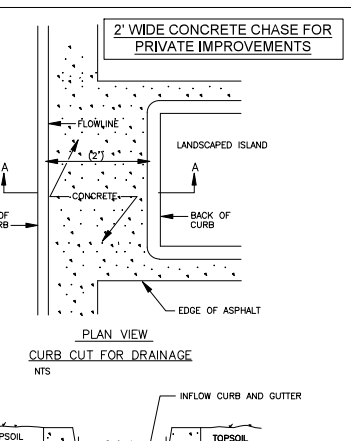 2' WIDE CONCRETE CHASE FOR
PRIVATE IMPROVEMENTS
FLOWLINE
LANDSCAPED ISLAND
(2')
A
A
CONCRETE
OF
BACK OF
CURB
EDGE OF ASPHALT
PLAN VIEW
CURB CUT FOR DRAINAGE
NTS
INFLOW CURB AND GUTTER
TOPSOIL